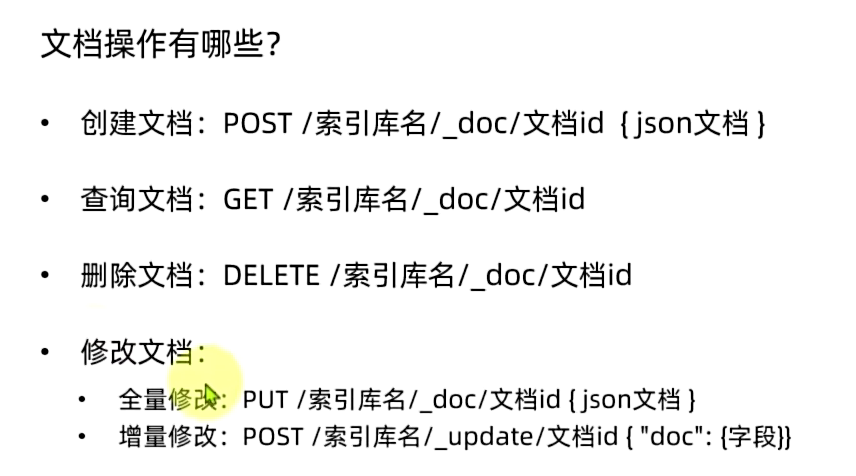 文档操作有哪些？
• 创建文档：POST /索引库名/_doc/文档id { json文档 }
• 查询文档：GET /索引库名/_doc/文档id
• 删除文档：DELETE /索引库名/_doc/文档id
• 修改文档：
• 全量修改：PUT /索引库名/_doc/文档id { json文档 }
• 增量修改：POST /索引库名/_update/文档id { "doc": {字段}}